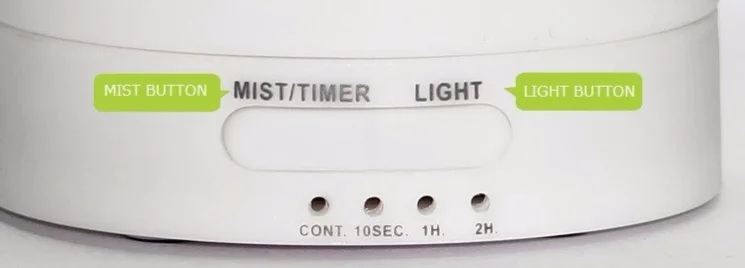 MIST BUTTON MIST/TIMER LIGHT LIGHT BUTTON
CONT. 10SEC. 1H. 2H.